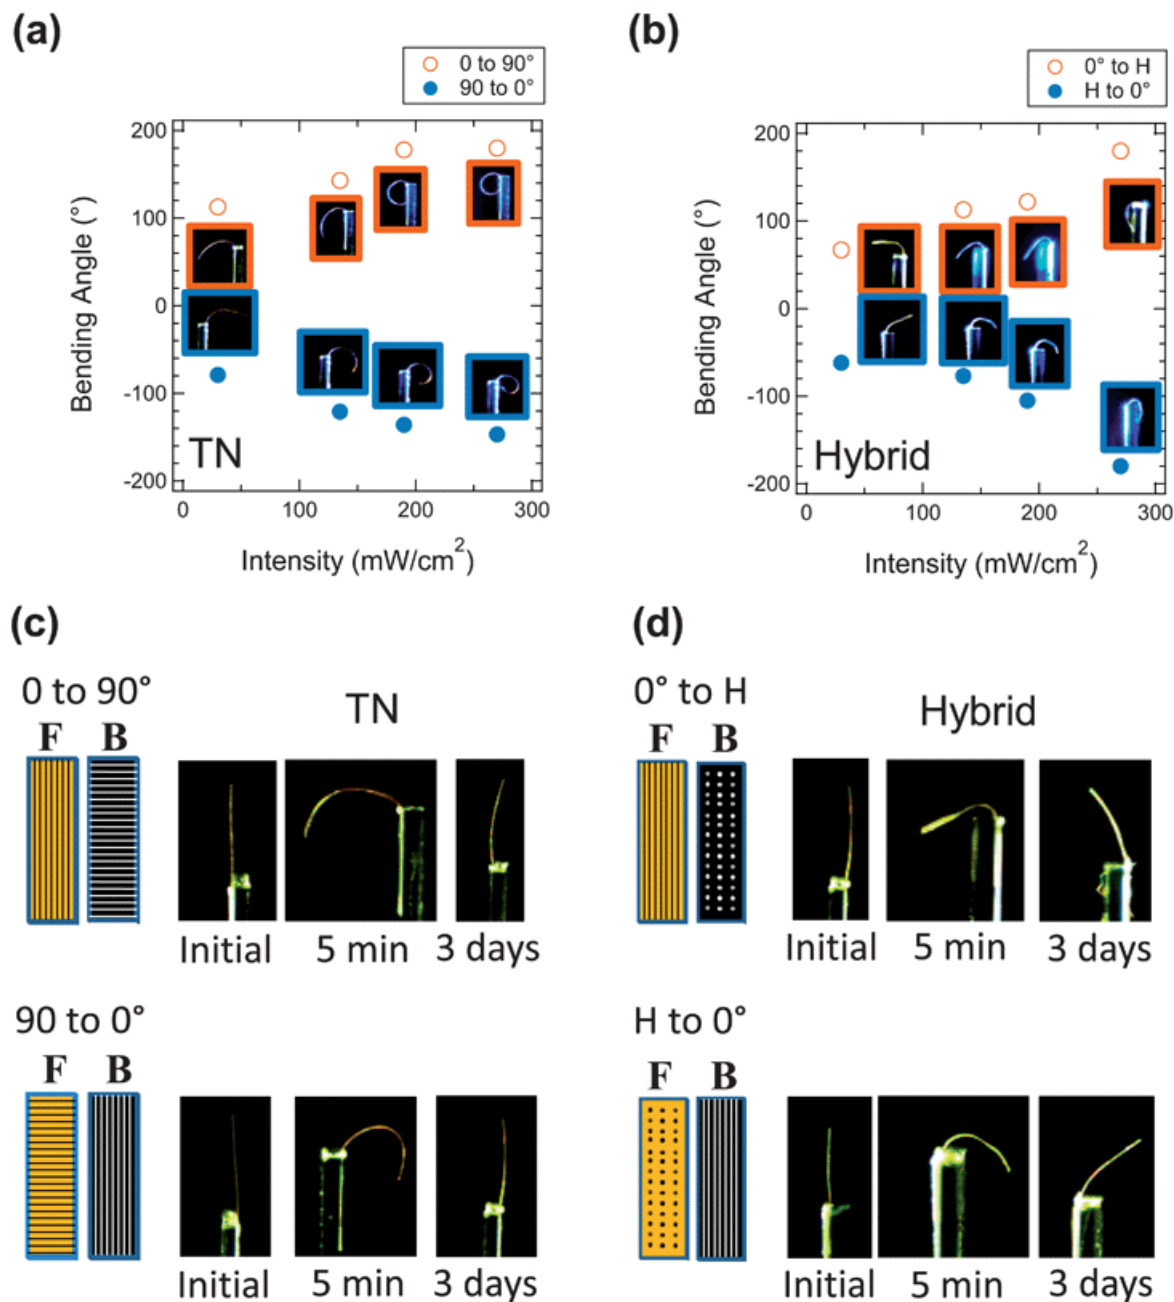 (a)
0 to 90°
90 to 0°
200
100
0
-100
-200
Bending Angle (°)
TN
0
100
200
300
Intensity (mW/cm²)
(b)
0° to H
H to 0°
200
100
0
-100
-200
Bending Angle (°)
Hybrid
0
100
200
300
Intensity (mW/cm²)
(c)
0 to 90°
F B
TN
Initial 5 min 3 days
90 to 0°
F B
Initial 5 min 3 days
(d)
0° to H
F B
Hybrid
Initial 5 min 3 days
H to 0°
F B
Initial 5 min 3 days